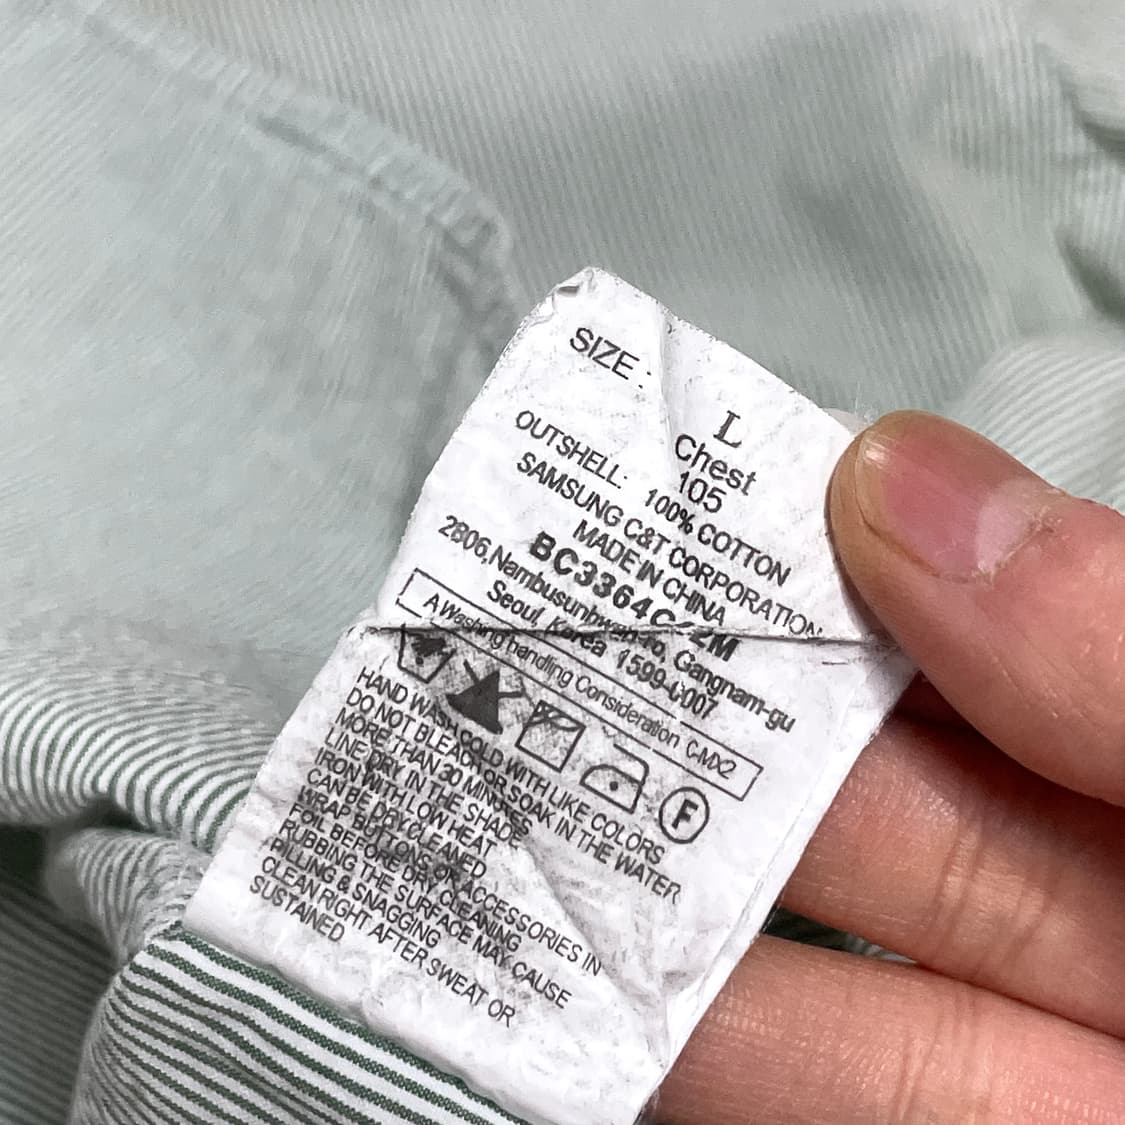 SIZE :
L
Chest
105
OUTSHELL: 100% COTTON
SAMSUNG C&T CORPORATION
MADE IN CHINA
2806, Nambusunhwan-ro, Gangnam-gu
Seoul, Korea 1599-0007
A Washing handling Consideration C-MX2
F
HAND WASH COLD WITH LIKE COLORS
DO NOT BLEACH OR SOAK IN THE WATER
MORE THAN 30 MINUTES
LINE DRY IN THE SHADE
IRON WITH LOW HEAT
CAN BE DRY CLEANED
WRAP BUTTONS OR ACCESSORIES IN
FOIL BEFORE DRY CLEANING
RUBBING THE SURFACE MAY CAUSE
PILLING & SNAGGING
CLEAN RIGHT AFTER SWEAT OR
SUSTAINED